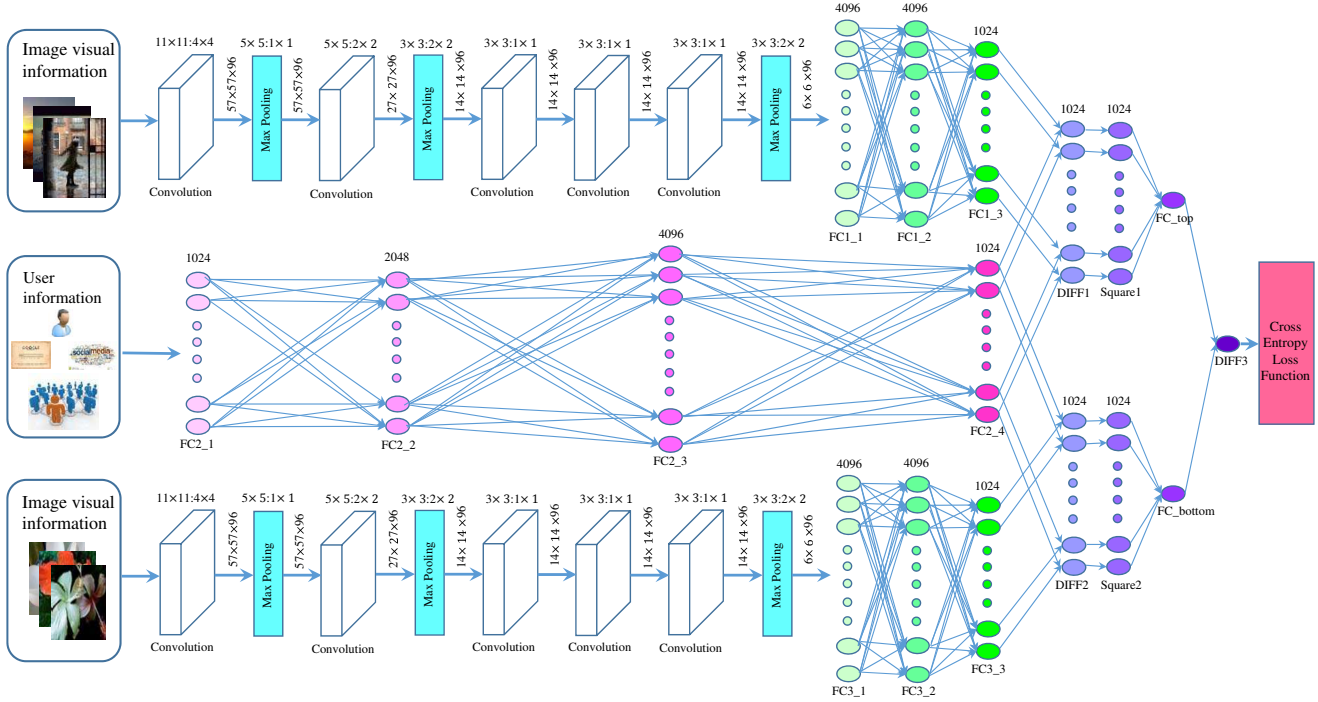 Image visual
information
11×11:4×4
57×57×96
Convolution
5× 5:1× 1
Max Pooling
57×57×96
5× 5:2× 2
Convolution
27× 27×96
3× 3:2× 2
Max Pooling
14× 14 ×96
3× 3:1× 1
Convolution
14× 14 ×96
3× 3:1× 1
Convolution
14× 14 ×96
3× 3:1× 1
Convolution
14× 14 ×96
3× 3:2× 2
Max Pooling
6× 6 ×96
4096
FC1_1
4096
FC1_2
1024
FC1_3
User
information
socialmedia
1024
FC2_1
2048
FC2_2
4096
FC2_3
1024
FC2_4
Image visual
information
11×11:4×4
57×57×96
Convolution
5× 5:1× 1
Max Pooling
57×57×96
5× 5:2× 2
Convolution
27× 27×96
3× 3:2× 2
Max Pooling
14× 14 ×96
3× 3:1× 1
Convolution
14× 14 ×96
3× 3:1× 1
Convolution
14× 14 ×96
3× 3:1× 1
Convolution
14× 14 ×96
3× 3:2× 2
Max Pooling
6× 6 ×96
4096
FC3_1
4096
FC3_2
1024
FC3_3
1024
DIFF1
1024
Square1
FC_top
1024
DIFF2
1024
Square2
FC_bottom
DIFF3
Cross
Entropy
Loss
Function